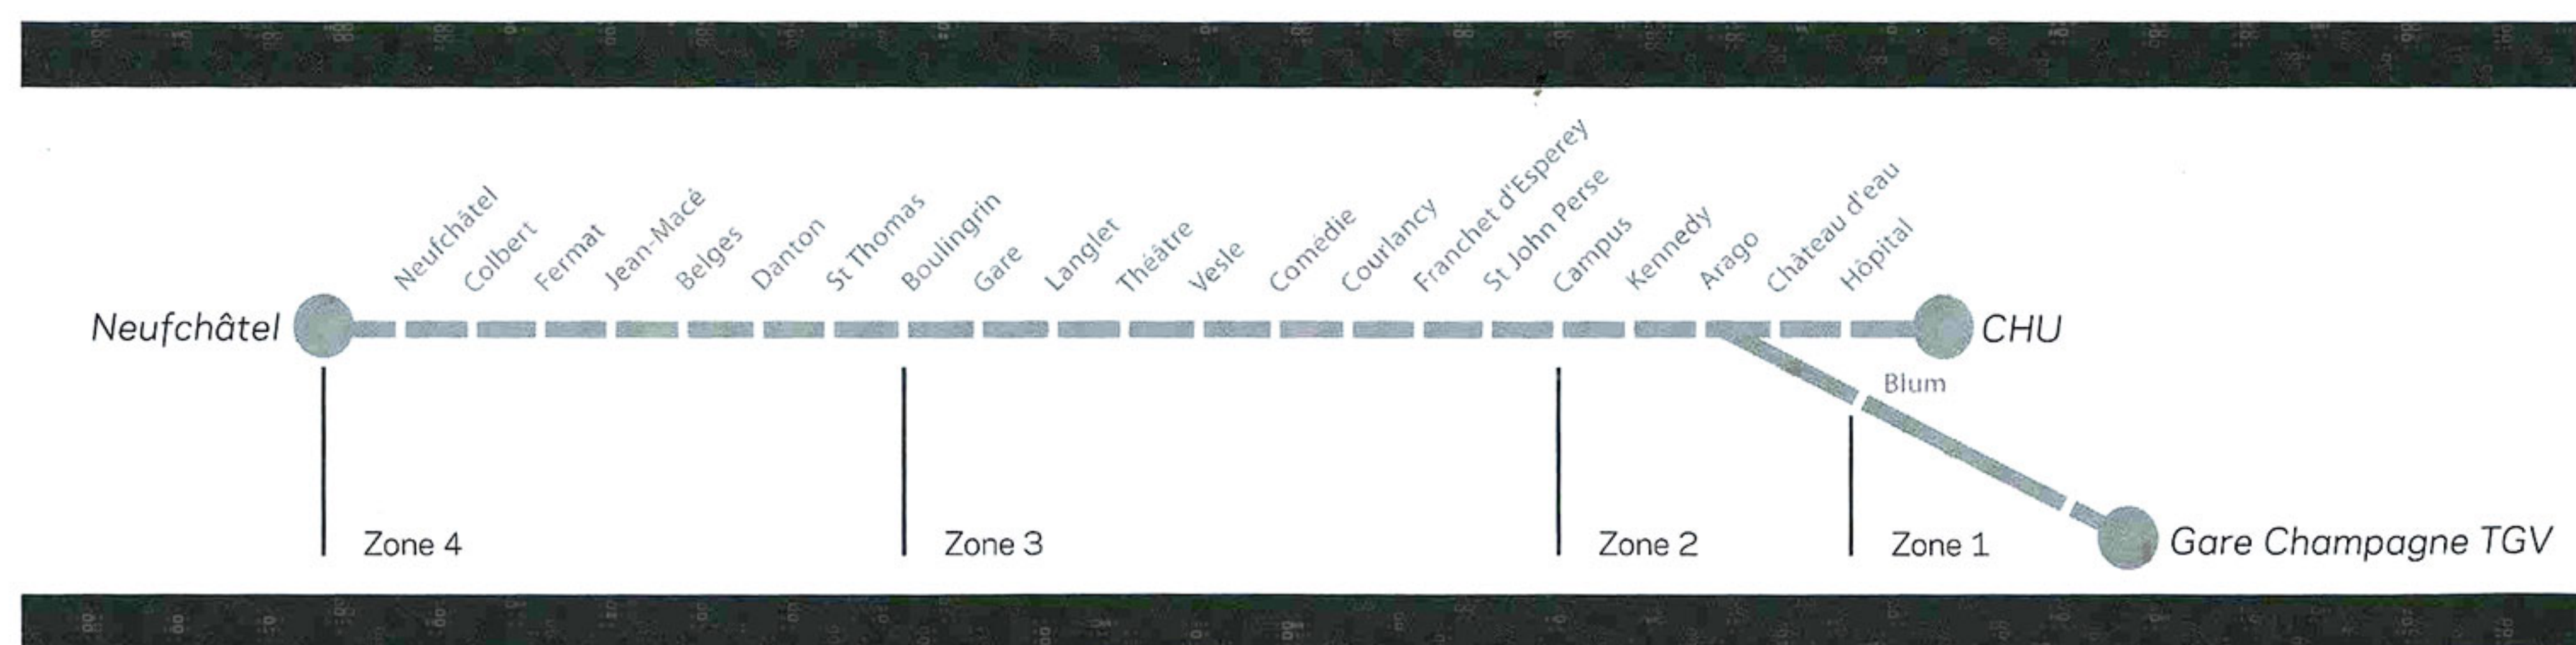 Neufchâtel
Colbert
Fermat
Jean-Macé
Belges
Danton
St Thomas
Boulingrin
Gare
Langlet
Théâtre
Vesle
Comédie
Courlancy
Franchet d'Esperey
St John Perse
Campus
Kennedy
Arago
Château d'eau
Hôpital
Neufchâtel
CHU
Blum
Zone 4
Zone 3
Zone 2
Zone 1
Gare Champagne TGV